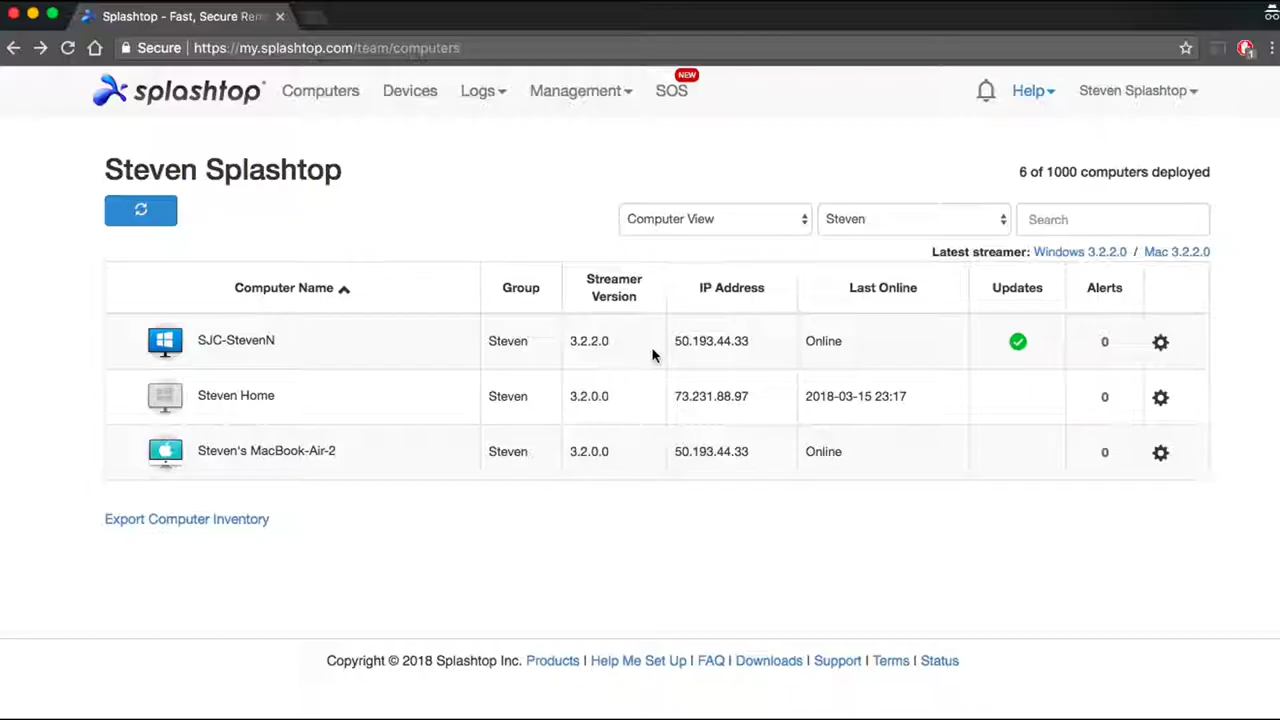 Splashtop - Fast, Secure Rem
Secure https://my.splashtop.com/team/computers
1
splashtop Computers Devices Logs Management SOS NEW Help Steven Splashtop
Steven Splashtop
6 of 1000 computers deployed
Computer View Steven Search
Latest streamer: Windows 3.2.2.0 / Mac 3.2.2.0
Computer Name Group Streamer Version IP Address Last Online Updates Alerts
SJC-StevenN Steven 3.2.2.0 50.193.44.33 Online 0
Steven Home Steven 3.2.0.0 73.231.88.97 2018-03-15 23:17 0
Steven's MacBook-Air-2 Steven 3.2.0.0 50.193.44.33 Online 0
Export Computer Inventory
Copyright © 2018 Splashtop Inc. Products | Help Me Set Up | FAQ | Downloads | Support | Terms | Status